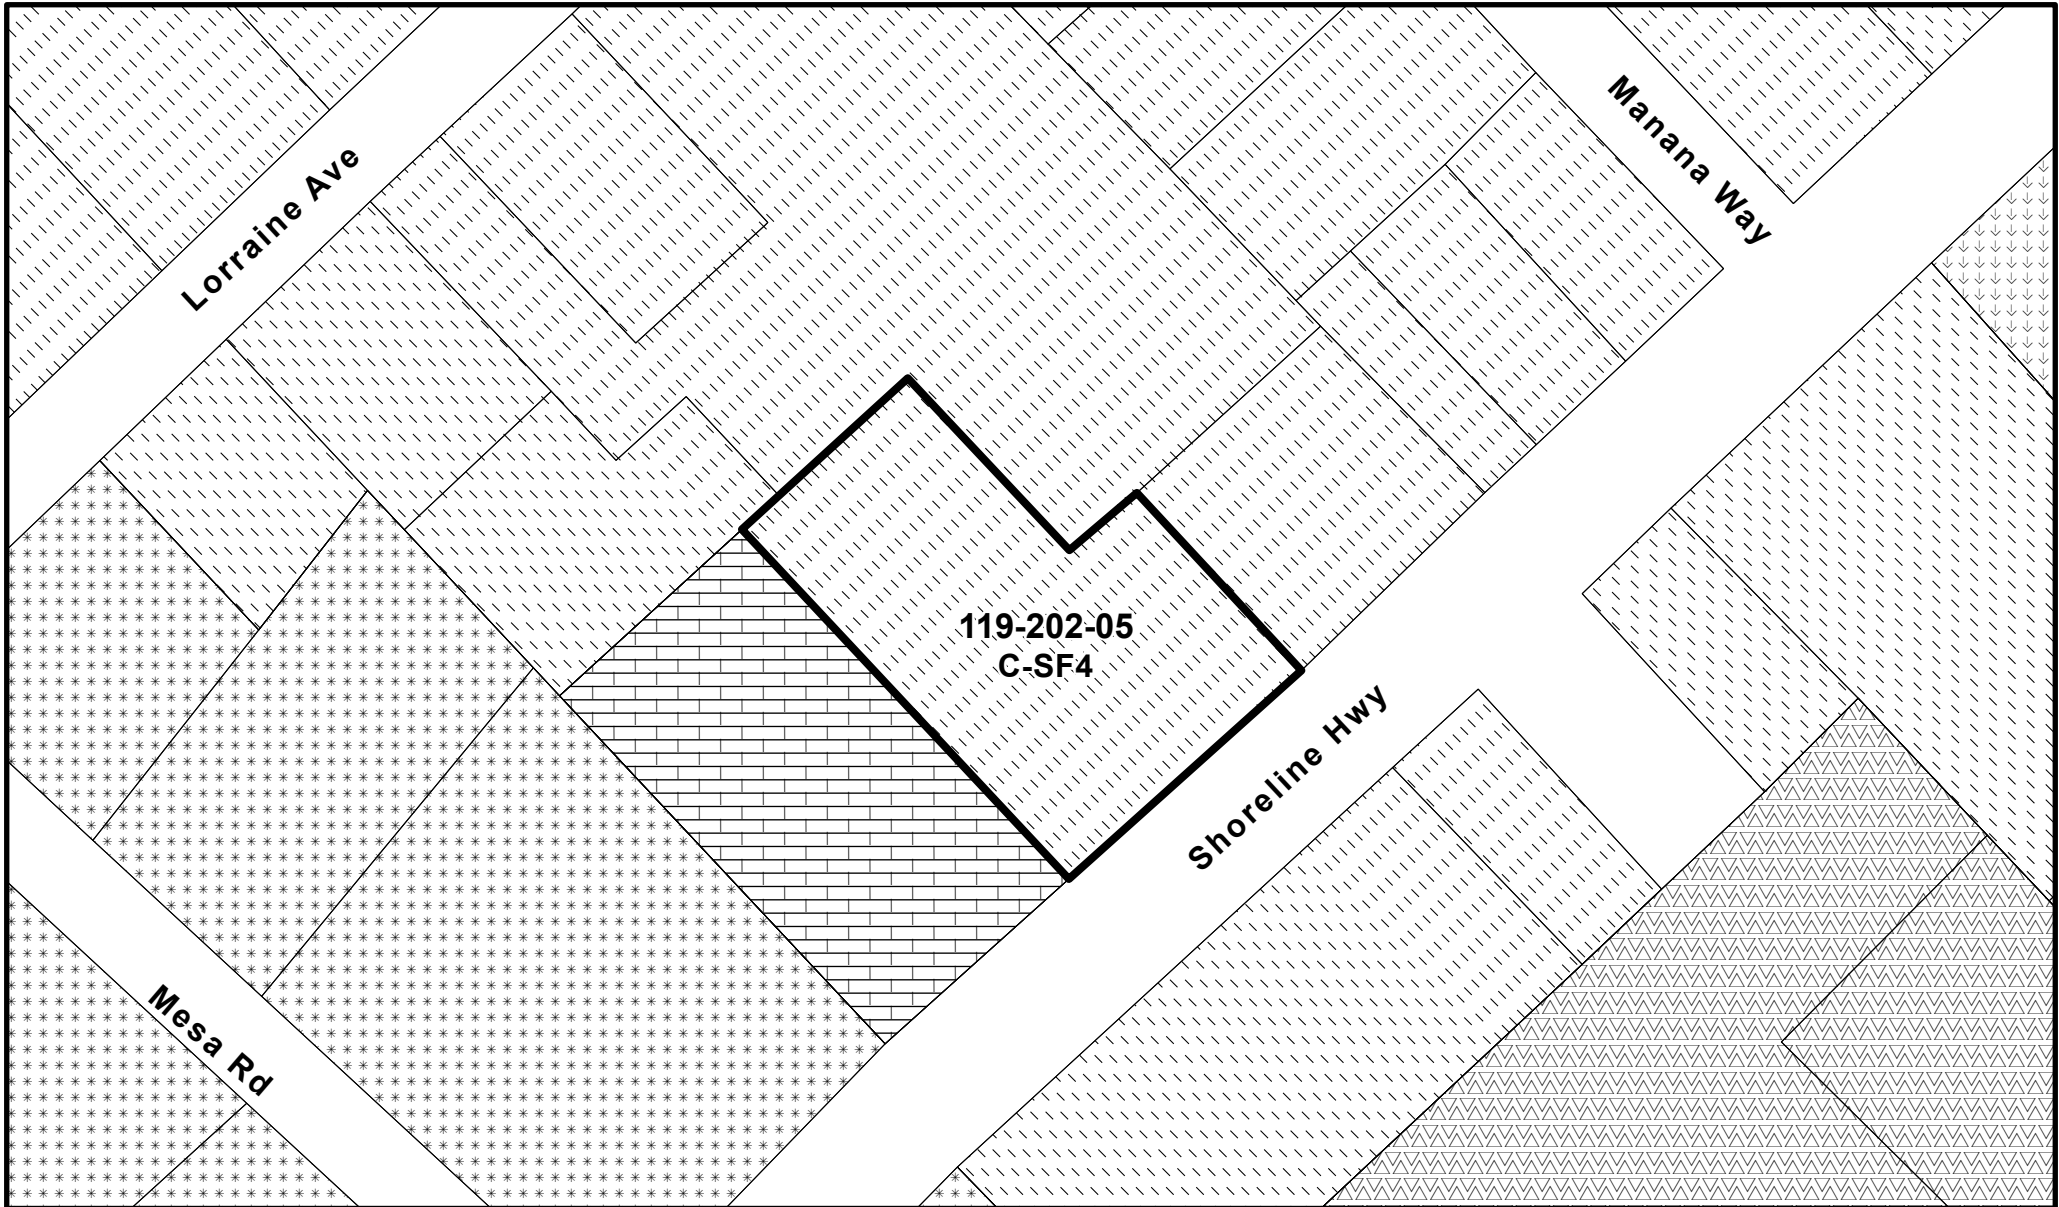 Manana Way
Lorraine Ave
119-202-05
C-SF4
Shoreline Hwy
Mesa Rd